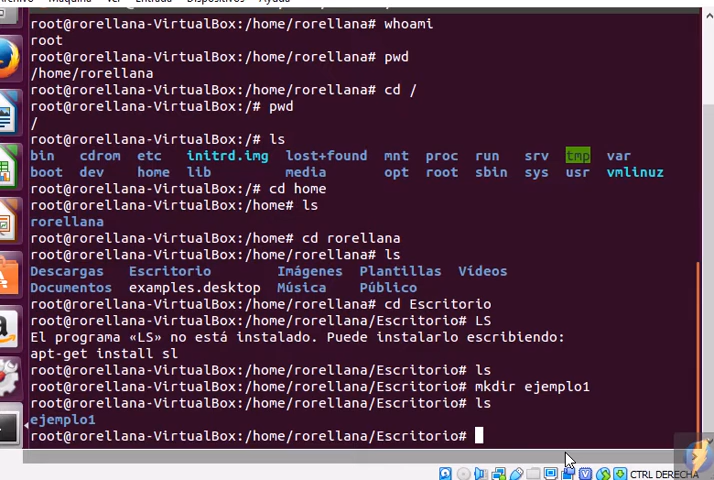 Máquina Ver Entrada Dispositivos Ayuda
root@rorellana-VirtualBox:/home/rorellana# whoami
root
root@rorellana-VirtualBox:/home/rorellana# pwd
/home/rorellana
root@rorellana-VirtualBox:/home/rorellana# cd /
root@rorellana-VirtualBox:/# pwd
/
root@rorellana-VirtualBox:/# ls
bin cdrom etc initrd.img lost+found mnt proc run srv tmp var
boot dev home lib media opt root sbin sys usr vmlinuz
root@rorellana-VirtualBox:/# cd home
root@rorellana-VirtualBox:/home# ls
rorellana
root@rorellana-VirtualBox:/home# cd rorellana
root@rorellana-VirtualBox:/home/rorellana# ls
Descargas Escritorio Imágenes Plantillas Vídeos
Documentos examples.desktop Música Público
root@rorellana-VirtualBox:/home/rorellana# cd Escritorio
root@rorellana-VirtualBox:/home/rorellana/Escritorio# LS
El programa «LS» no está instalado. Puede instalarlo escribiendo:
apt-get install sl
root@rorellana-VirtualBox:/home/rorellana/Escritorio# ls
root@rorellana-VirtualBox:/home/rorellana/Escritorio# mkdir ejemplo1
root@rorellana-VirtualBox:/home/rorellana/Escritorio# ls
ejemplo1
root@rorellana-VirtualBox:/home/rorellana/Escritorio#
CTRL DERECHA